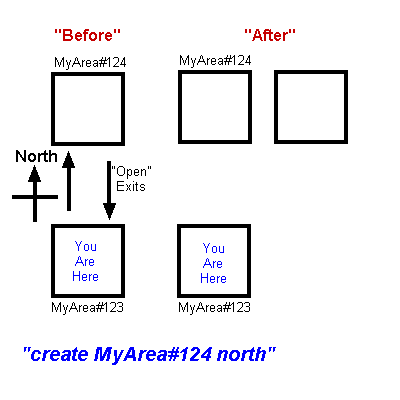 "Before"
"After"
MyArea#124
MyArea#124
North
"Open"
Exits
You
Are
Here
You
Are
Here
MyArea#123
MyArea#123
"create MyArea#124 north"